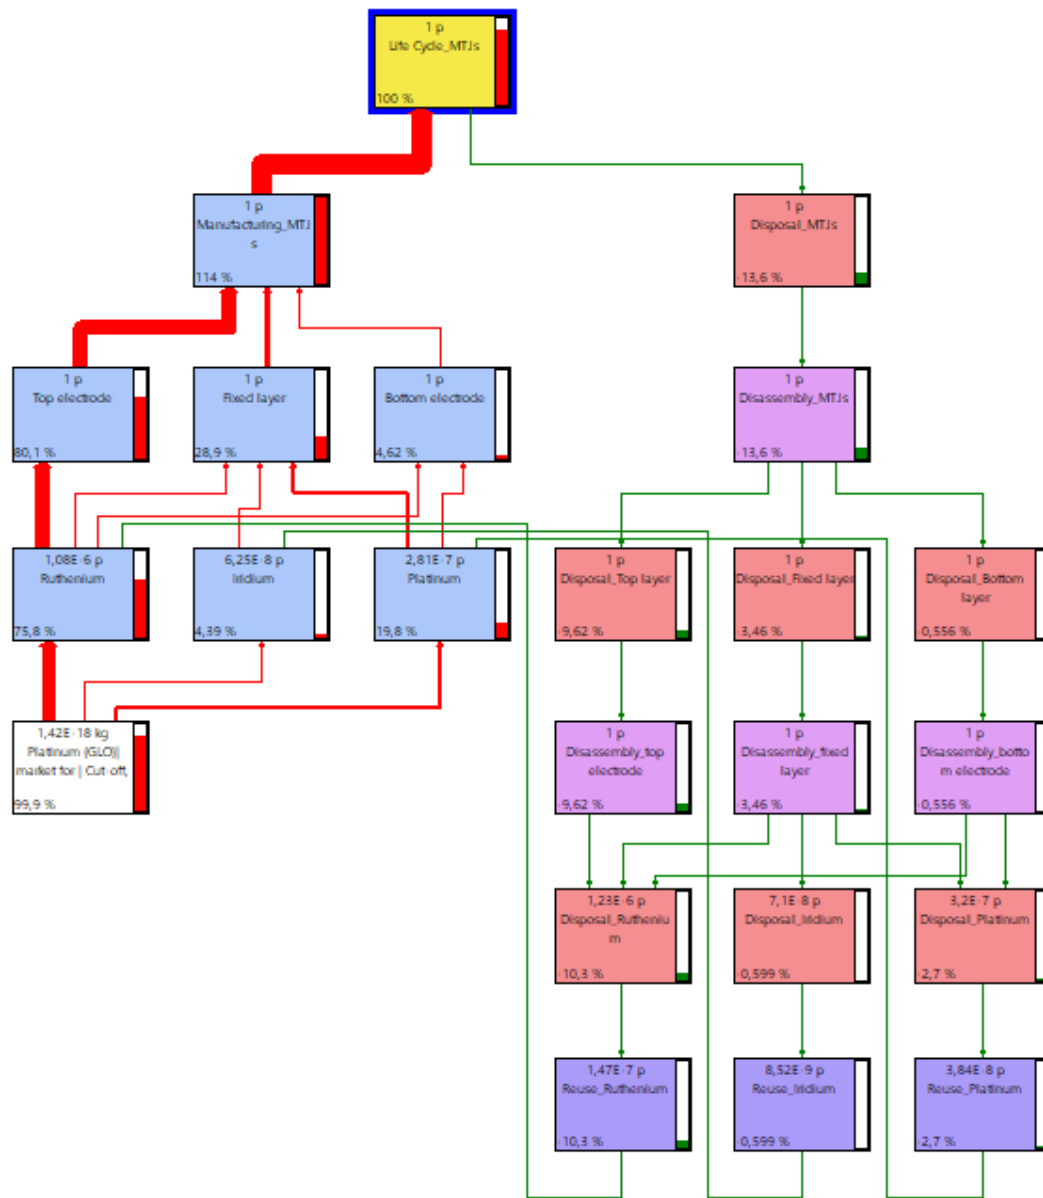 1 p
Life Cycle_MTJs
100 %
1 p
Manufacturing_MTJ
s
114 %
1 p
Disposal_MTJs
-13,6 %
1 p
Top electrode
80,1 %
1 p
Fixed layer
28,9 %
1 p
Bottom electrode
4,62 %
1 p
Disassembly_MTJs
-13,6 %
1,08E-6 p
Ruthenium
75,8 %
6,25E-8 p
Iridium
4,39 %
2,81E-7 p
Platinum
19,8 %
1 p
Disposal_Top layer
-9,62 %
1 p
Disposal_Fixed layer
-3,46 %
1 p
Disposal_Bottom
layer
-0,556 %
1,42E-18 kg
Platinum {GLO}|
market for | Cut-off,
99,9 %
1 p
Disassembly_top
electrode
-9,62 %
1 p
Disassembly_fixed
layer
-3,46 %
1 p
Disassembly_botto
m electrode
-0,556 %
1,23E-6 p
Disposal_Rutheniu
m
-10,3 %
7,1E-8 p
Disposal_Iridium
-0,599 %
3,2E-7 p
Disposal_Platinum
-2,7 %
1,47E-7 p
Reuse_Ruthenium
-10,3 %
8,52E-9 p
Reuse_Iridium
-0,599 %
3,84E-8 p
Reuse_Platinum
-2,7 %